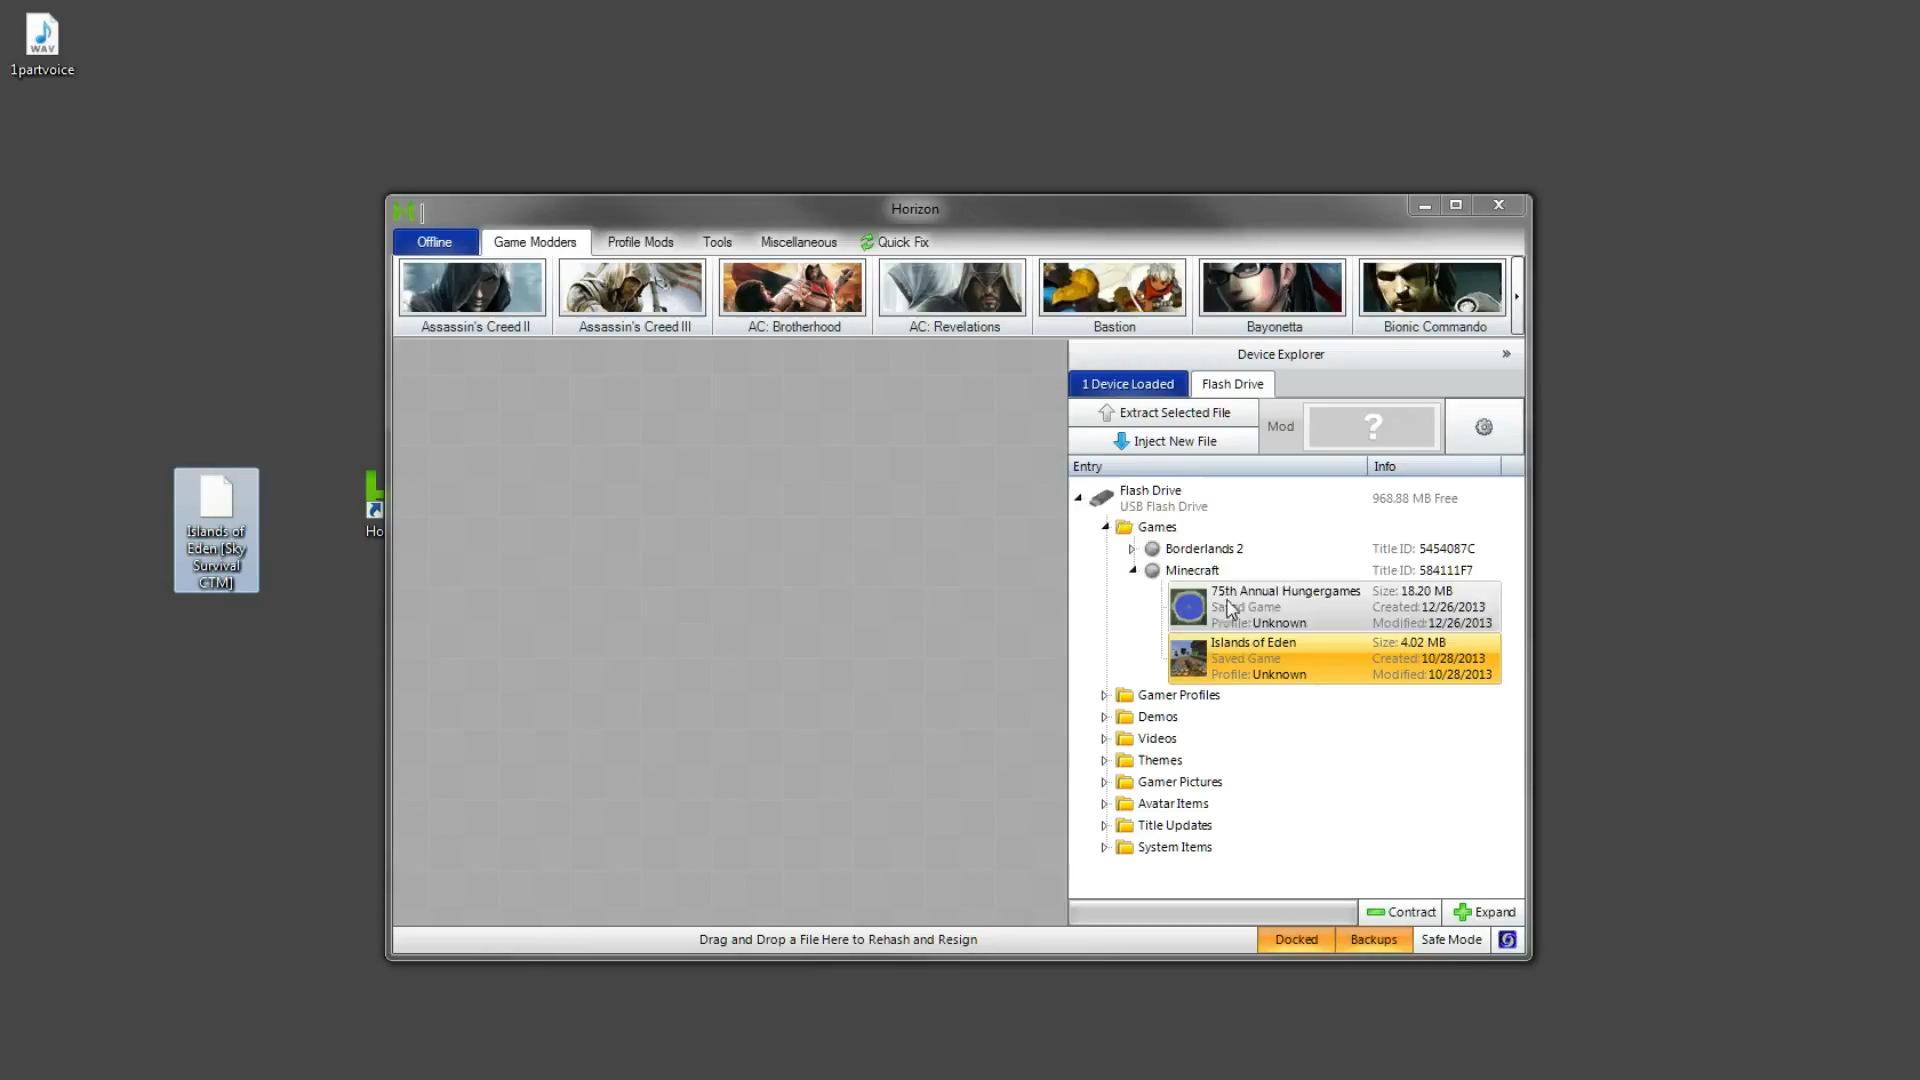 WAV
1partvoice
Islands of
Eden [Sky
Survival
CTM]
Ho
Horizon
Offline
Game Modders
Profile Mods
Tools
Miscellaneous
Quick Fix
Assassin's Creed II
Assassin's Creed III
AC: Brotherhood
AC: Revelations
Bastion
Bayonetta
Bionic Commando
Device Explorer
»
1 Device Loaded
Flash Drive
Extract Selected File
Inject New File
Mod
?
Entry
Info
Flash Drive
USB Flash Drive
968.88 MB Free
Games
Borderlands 2
Title ID: 5454087C
Minecraft
Title ID: 584111F7
75th Annual Hungergames
Size: 18.20 MB
Saved Game
Created: 12/26/2013
Profile: Unknown
Modified: 12/26/2013
Islands of Eden
Size: 4.02 MB
Saved Game
Created: 10/28/2013
Profile: Unknown
Modified: 10/28/2013
Gamer Profiles
Demos
Videos
Themes
Gamer Pictures
Avatar Items
Title Updates
System Items
Contract
Expand
Drag and Drop a File Here to Rehash and Resign
Docked
Backups
Safe Mode